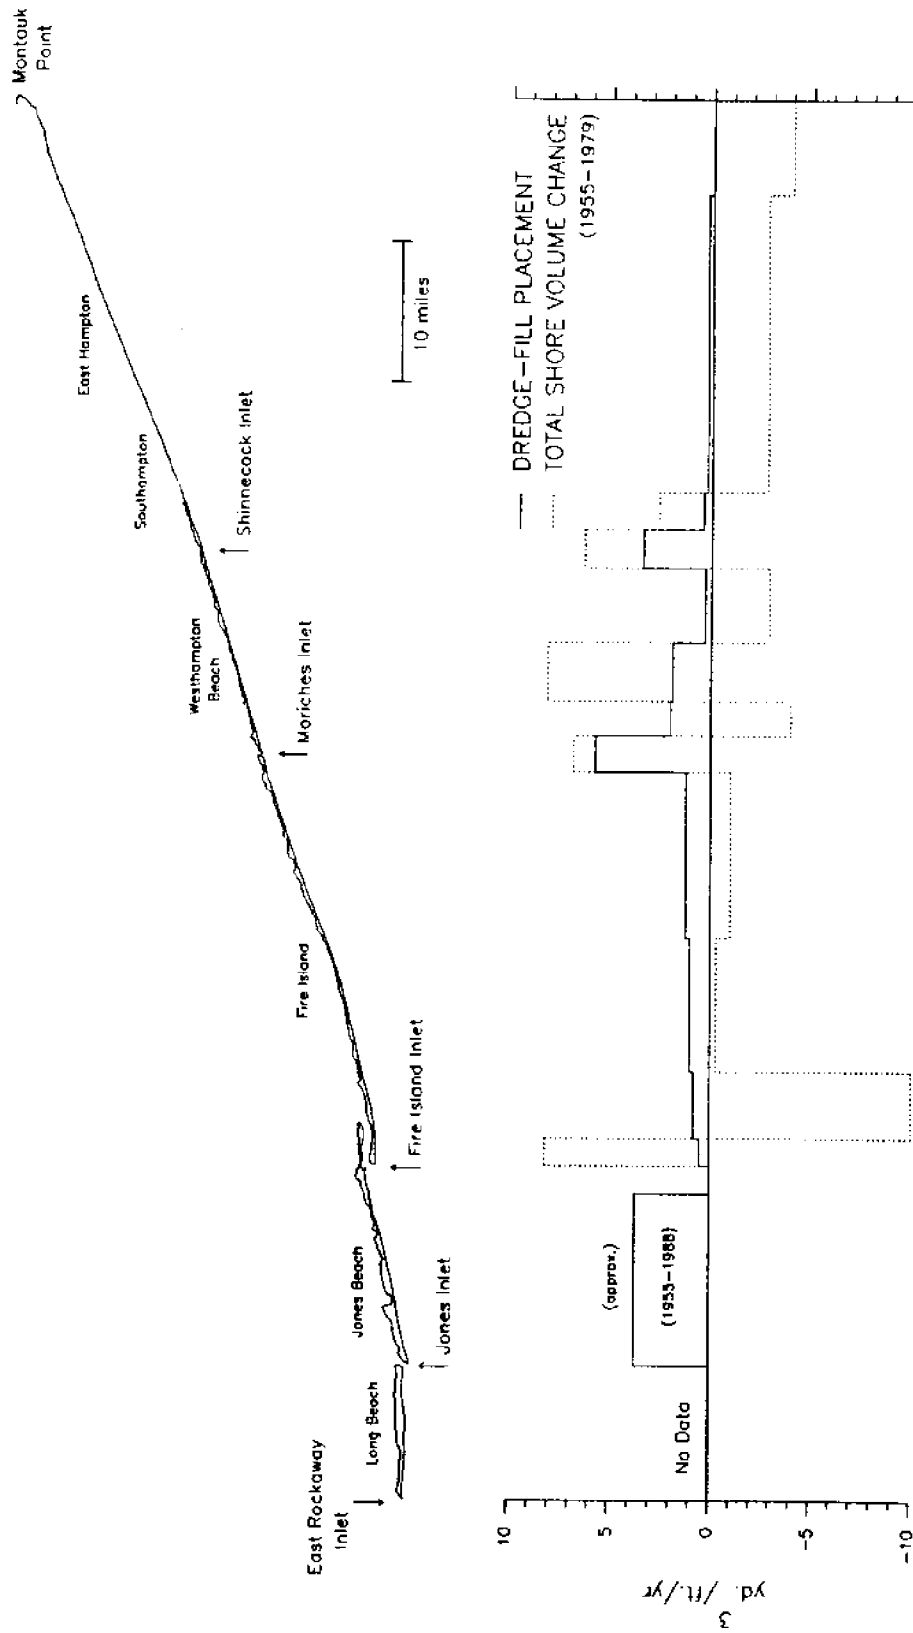 Montauk
Point
East Hampton
Southampton
Shinnecock Inlet
Westhampton
Beach
Moriches Inlet
Fire Island
Fire Island Inlet
Jones Beach
Jones Inlet
Long Beach
East Rockaway
Inlet
10 miles
DREDGE-FILL PLACEMENT
TOTAL SHORE VOLUME CHANGE
(1955-1979)
(approx.)
(1955-1988)
No Data
10
5
0
-5
-10
yd.³/ft./yr